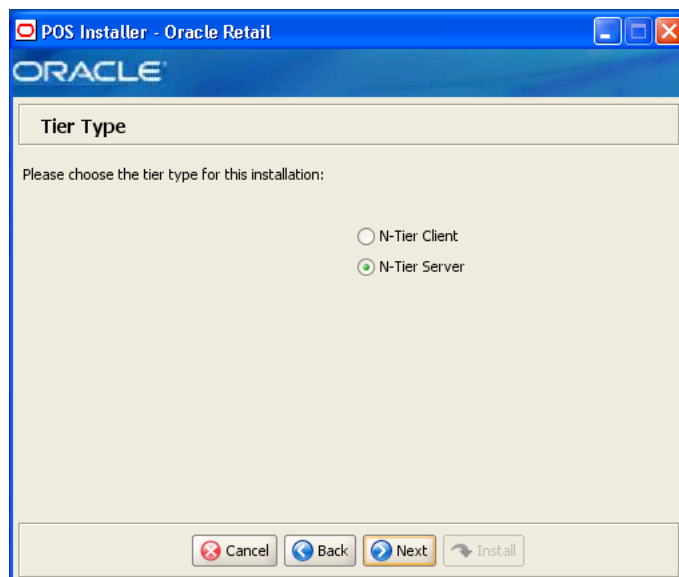 POS Installer - Oracle Retail
ORACLE
Tier Type
Please choose the tier type for this installation:
N-Tier Client
N-Tier Server
Cancel Back Next Install